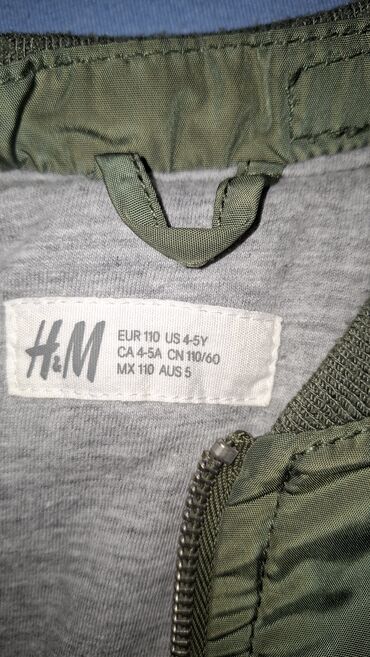 H&M
EUR 110 US 4-5Y
CA 4-5A CN 110/60
MX 110 AUS 5